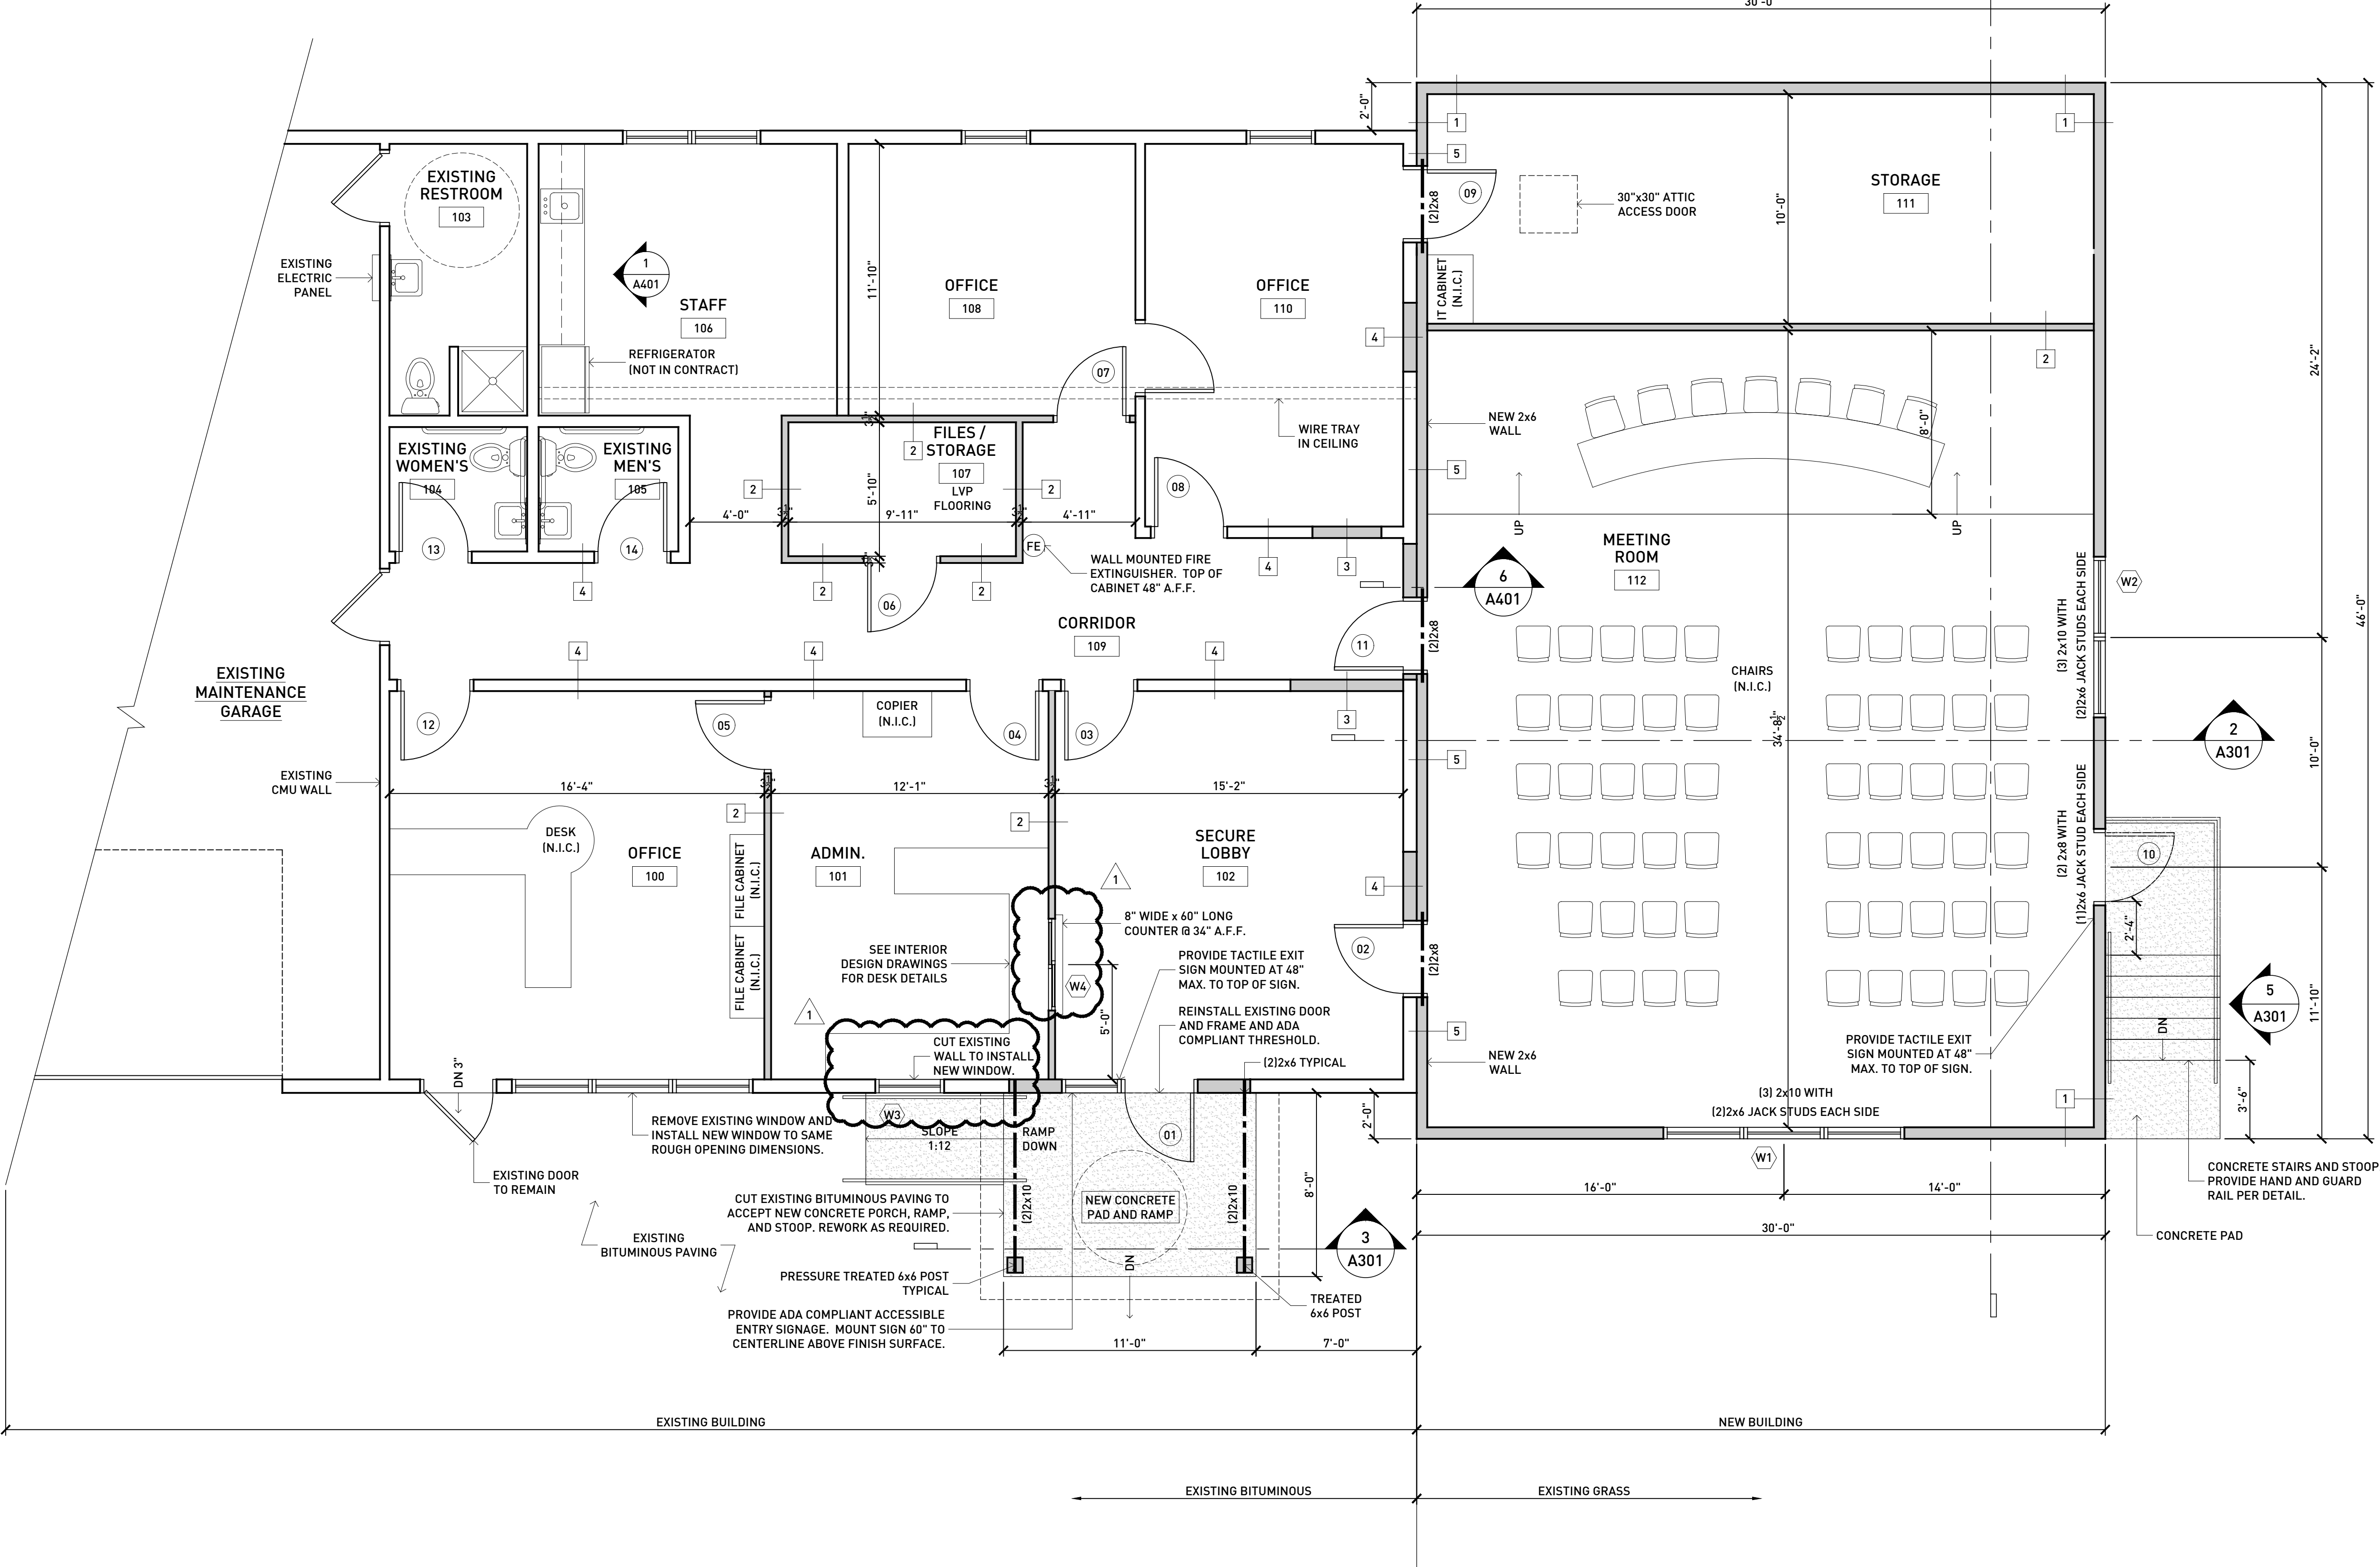 30'-0"
2'-0"
1
1
5
EXISTING
RESTROOM
103
09
(2)2x8
30"x30" ATTIC
ACCESS DOOR
10'-0"
STORAGE
111
EXISTING
ELECTRIC
PANEL
1
A401
STAFF
106
11'-10"
OFFICE
108
OFFICE
110
IT CABINET
(N.I.C.)
24'-2"
46'-0"
REFRIGERATOR
(NOT IN CONTRACT)
07
4
2
8'-0"
NEW 2x6
WALL
WIRE TRAY
IN CEILING
EXISTING
WOMEN'S
104
EXISTING
MEN'S
105
2
FILES /
STORAGE
107
LVP
FLOORING
2
2
5'-10"
4'-0"
9'-11"
4'-11"
08
5
UP
UP
13
14
FE
WALL MOUNTED FIRE
EXTINGUISHER. TOP OF
CABINET 48" A.F.F.
4
3
4
2
2
06
6
A401
MEETING
ROOM
112
W2
(3) 2x10 WITH
(2)2x6 JACK STUDS EACH SIDE
CORRIDOR
109
11
(2)2x8
4
4
4
EXISTING
MAINTENANCE
GARAGE
CHAIRS
(N.I.C.)
34'-8½"
12
05
COPIER
(N.I.C.)
04
03
3
2
A301
5
10'-0"
EXISTING
CMU WALL
16'-4"
12'-1"
15'-2"
2
2
DESK
(N.I.C.)
OFFICE
100
FILE CABINET
(N.I.C.)
FILE CABINET
(N.I.C.)
ADMIN.
101
SECURE
LOBBY
102
1
4
(2) 2x8 WITH
(1)2x6 JACK STUD EACH SIDE
10
8" WIDE x 60" LONG
COUNTER @ 34" A.F.F.
2'-4"
SEE INTERIOR
DESIGN DRAWINGS
FOR DESK DETAILS
W4
PROVIDE TACTILE EXIT
SIGN MOUNTED AT 48"
MAX. TO TOP OF SIGN.
02
(2)2x8
1
5'-0"
REINSTALL EXISTING DOOR
AND FRAME AND ADA
COMPLIANT THRESHOLD.
5
5
A301
11'-10"
DN
CUT EXISTING
WALL TO INSTALL
NEW WINDOW.
(2)2x6 TYPICAL
NEW 2x6
WALL
PROVIDE TACTILE EXIT
SIGN MOUNTED AT 48"
MAX. TO TOP OF SIGN.
DN 3"
(3) 2x10 WITH
(2)2x6 JACK STUDS EACH SIDE
1
3'-6"
2'-0"
REMOVE EXISTING WINDOW AND
INSTALL NEW WINDOW TO SAME
ROUGH OPENING DIMENSIONS.
W3
SLOPE
1:12
RAMP
DOWN
01
W1
EXISTING DOOR
TO REMAIN
CONCRETE STAIRS AND STOOP
PROVIDE HAND AND GUARD
RAIL PER DETAIL.
CUT EXISTING BITUMINOUS PAVING TO
ACCEPT NEW CONCRETE PORCH, RAMP,
AND STOOP. REWORK AS REQUIRED.
(2)2x10
NEW CONCRETE
PAD AND RAMP
(2)2x10
8'-0"
16'-0"
14'-0"
EXISTING
BITUMINOUS PAVING
30'-0"
CONCRETE PAD
3
A301
DN
PRESSURE TREATED 6x6 POST
TYPICAL
TREATED
6x6 POST
PROVIDE ADA COMPLIANT ACCESSIBLE
ENTRY SIGNAGE. MOUNT SIGN 60" TO
CENTERLINE ABOVE FINISH SURFACE.
11'-0"
7'-0"
EXISTING BUILDING
NEW BUILDING
EXISTING BITUMINOUS
EXISTING GRASS